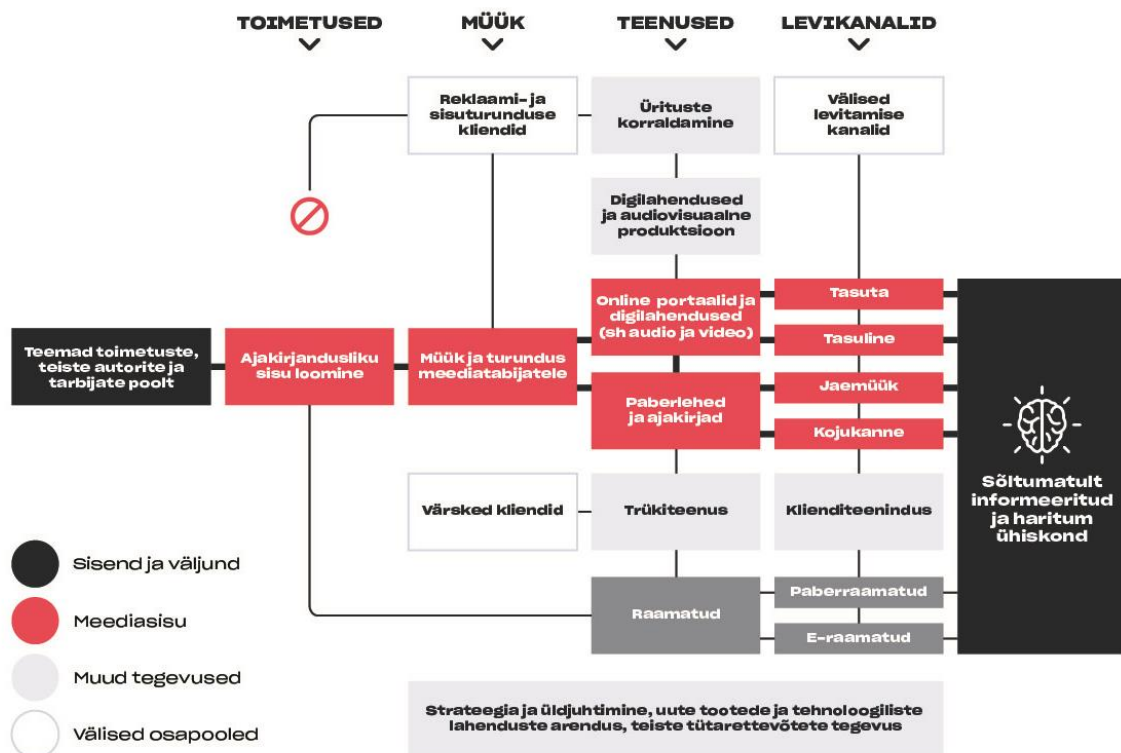 TOIMETUSED
MÜÜK
TEENUSED
LEVIKANALID
Reklaami- ja
sisuturunduse
kliendid
Ürituste
korraldamine
Välised
levitamise
kanalid
Digilahendused
ja audiovisuaalne
produktsioon
Teemad toimetuste,
teiste autorite ja
tarbijate poolt
Ajakirjandusliku
sisu loomine
Müük ja turundus
meediatabijatele
Online portaalid ja
digilahendused
(sh audio ja video)
Paberlehed
ja ajakirjad
Tasuta
Tasuline
Jaemüük
Kojukanne
Sõltumatult
informeeritud
ja haritum
ühiskond
Värsked kliendid
Trükiteenus
Klienditeenindus
Raamatud
Paberraamatud
E-raamatud
Sisend ja väljund
Meediasisu
Muud tegevused
Välised osapooled
Strateegia ja üldjuhtimine, uute tootede ja tehnoloogiliste
lahenduste arendus, teiste tütarettevõtete tegevus